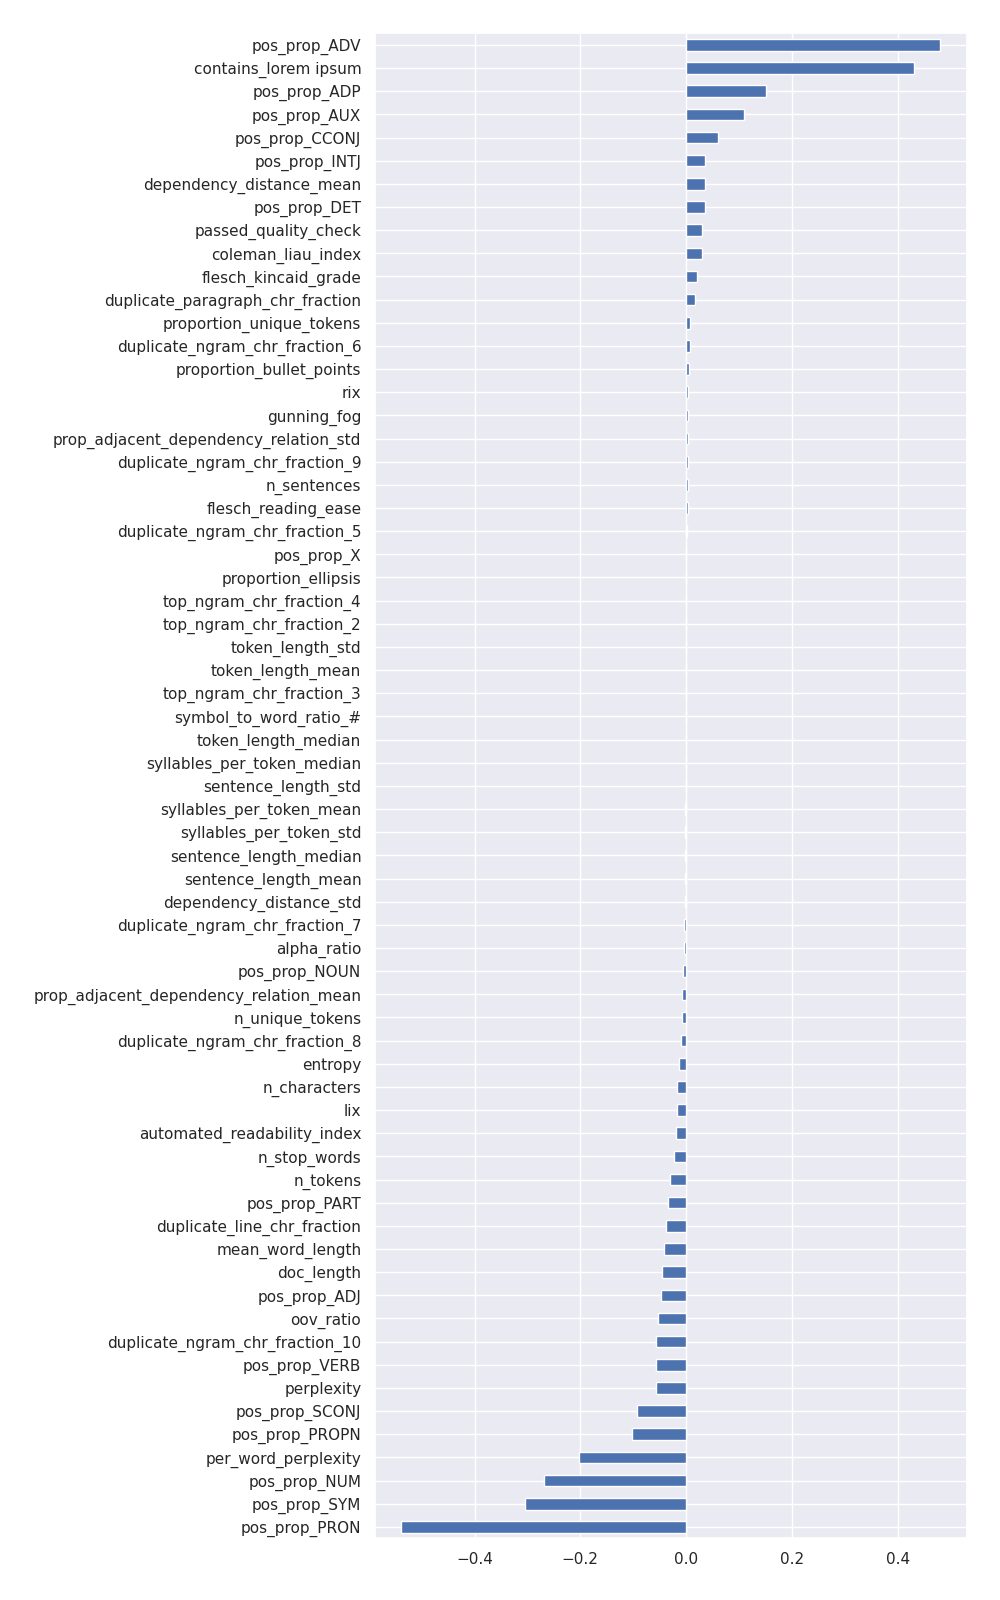 pos_prop_ADV
contains_lorem ipsum
pos_prop_ADP
pos_prop_AUX
pos_prop_CCONJ
pos_prop_INTJ
dependency_distance_mean
pos_prop_DET
passed_quality_check
coleman_liau_index
flesch_kincaid_grade
duplicate_paragraph_chr_fraction
proportion_unique_tokens
duplicate_ngram_chr_fraction_6
proportion_bullet_points
rix
gunning_fog
prop_adjacent_dependency_relation_std
duplicate_ngram_chr_fraction_9
n_sentences
flesch_reading_ease
duplicate_ngram_chr_fraction_5
pos_prop_X
proportion_ellipsis
top_ngram_chr_fraction_4
top_ngram_chr_fraction_2
token_length_std
token_length_mean
top_ngram_chr_fraction_3
symbol_to_word_ratio_#
token_length_median
syllables_per_token_median
sentence_length_std
syllables_per_token_mean
syllables_per_token_std
sentence_length_median
sentence_length_mean
dependency_distance_std
duplicate_ngram_chr_fraction_7
alpha_ratio
pos_prop_NOUN
prop_adjacent_dependency_relation_mean
n_unique_tokens
duplicate_ngram_chr_fraction_8
entropy
n_characters
lix
automated_readability_index
n_stop_words
n_tokens
pos_prop_PART
duplicate_line_chr_fraction
mean_word_length
doc_length
pos_prop_ADJ
oov_ratio
duplicate_ngram_chr_fraction_10
pos_prop_VERB
perplexity
pos_prop_SCONJ
pos_prop_PROPN
per_word_perplexity
pos_prop_NUM
pos_prop_SYM
pos_prop_PRON
−0.4 −0.2 0.0 0.2 0.4